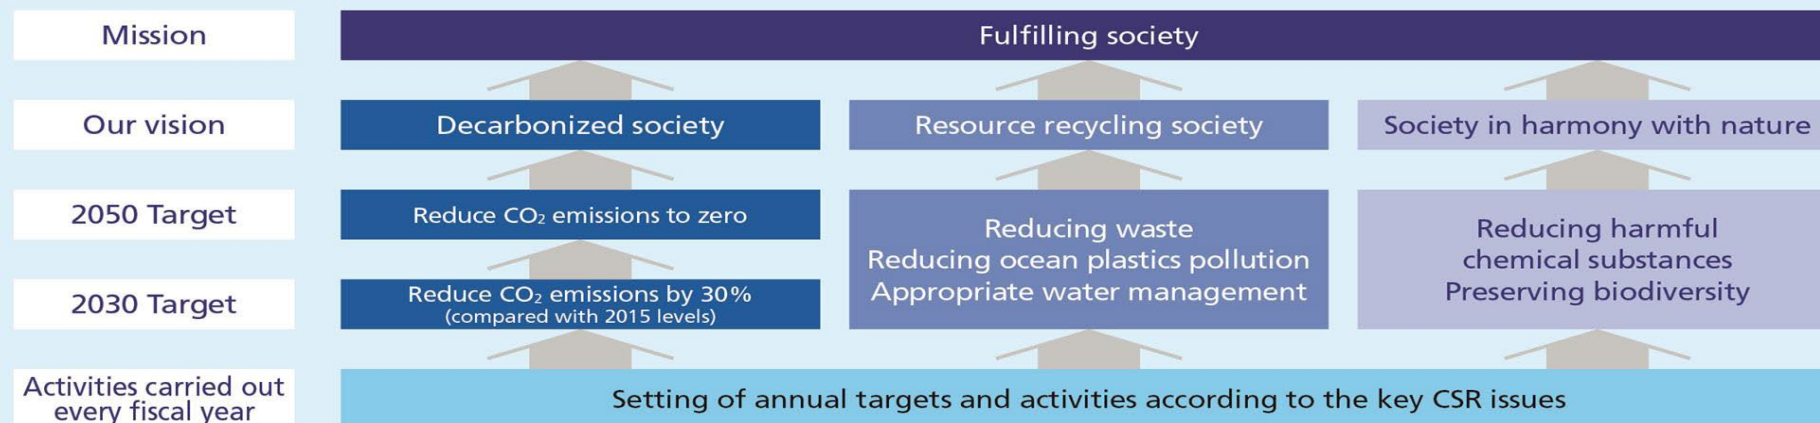 Mission
Fulfilling society
Our vision
Decarbonized society
Resource recycling society
Society in harmony with nature
2050 Target
Reduce CO₂ emissions to zero
2030 Target
Reduce CO₂ emissions by 30%
(compared with 2015 levels)
Reducing waste
Reducing ocean plastics pollution
Appropriate water management
Reducing harmful
chemical substances
Preserving biodiversity
Activities carried out
every fiscal year
Setting of annual targets and activities according to the key CSR issues